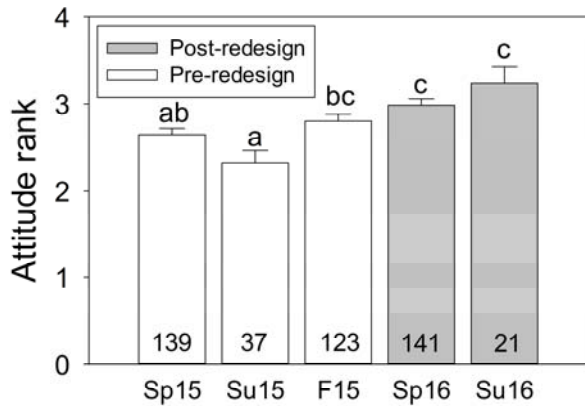 4
Post-redesign
Pre-redesign
c
c
ab
bc
a
3
2
1
0
Attitude rank
139 37 123 141 21
Sp15 Su15 F15 Sp16 Su16